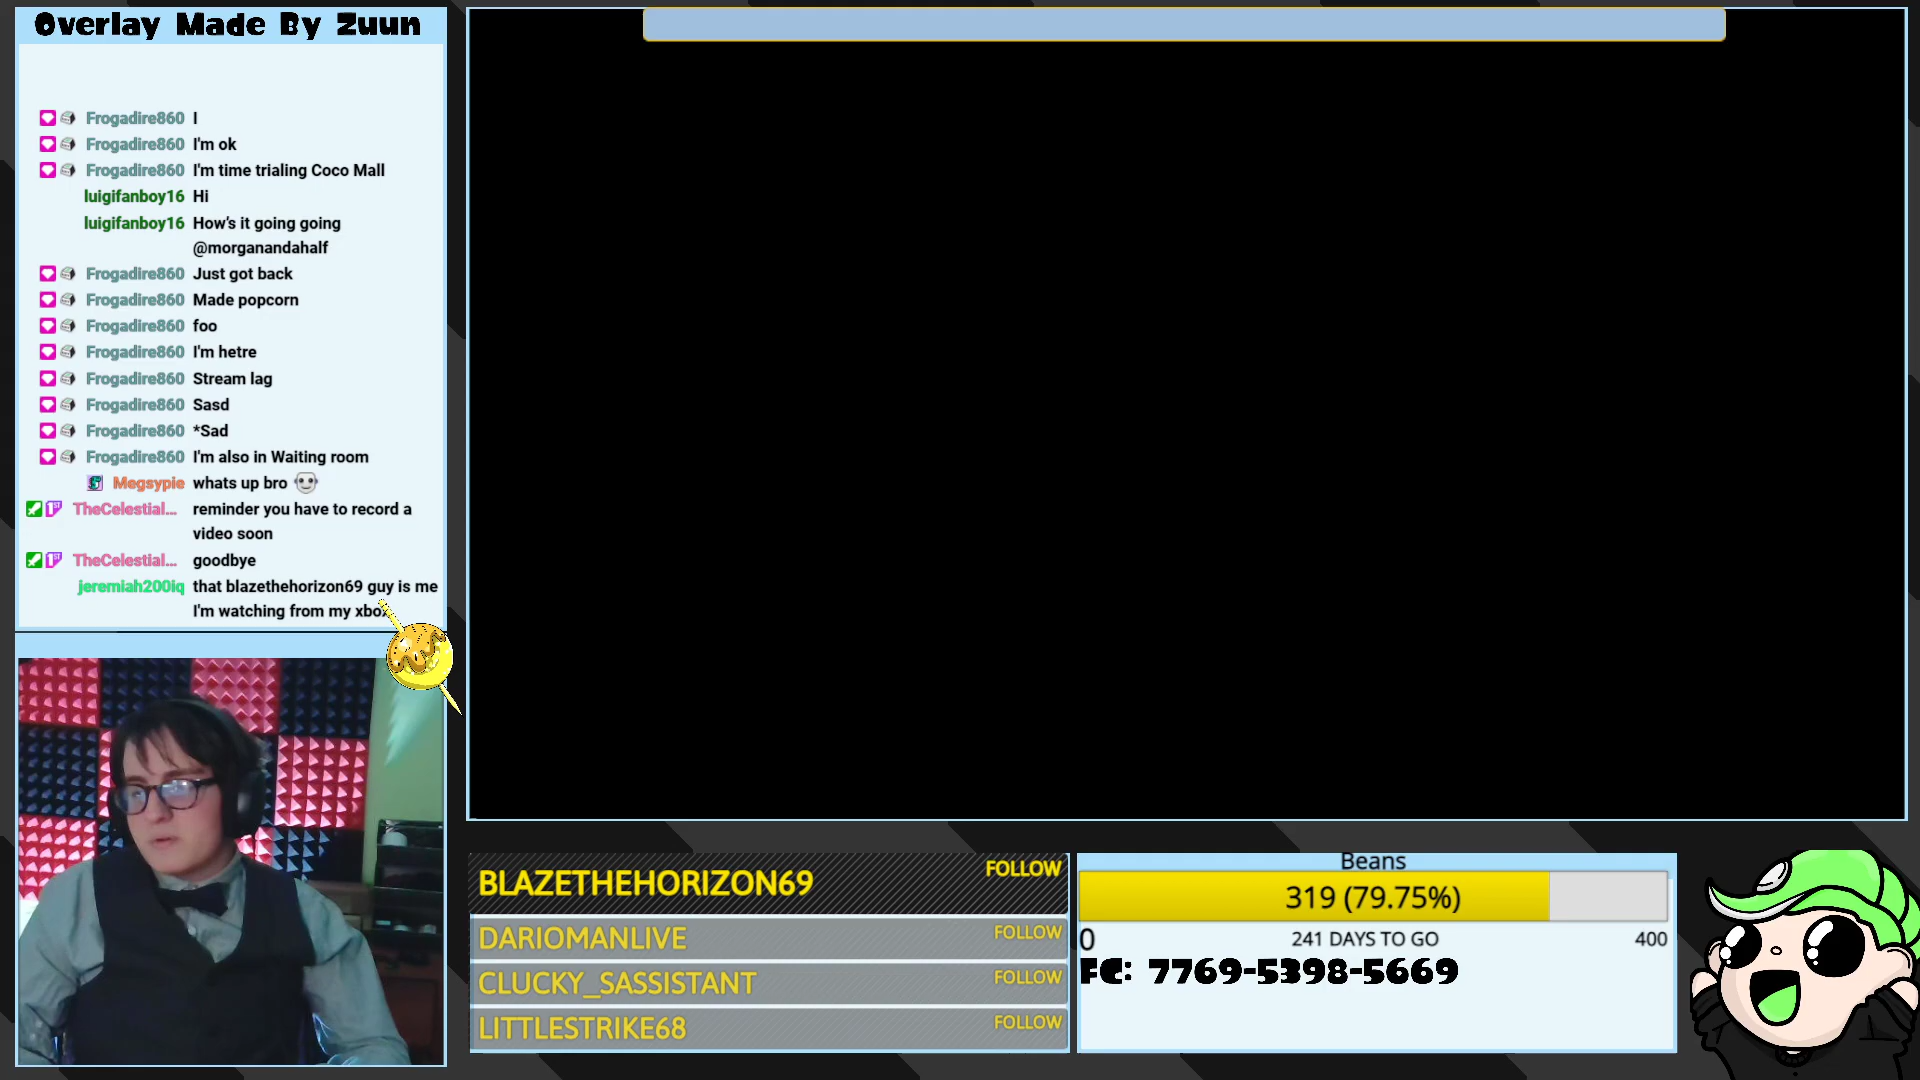 Overlay Made By Zuun
Frogadire860 I
Frogadire860 I'm ok
Frogadire860 I'm time trialing Coco Mall
luigifanboy16 Hi
luigifanboy16 How's it going going
@morganandahalf
Frogadire860 Just got back
Frogadire860 Made popcorn
Frogadire860 foo
Frogadire860 I'm hetre
Frogadire860 Stream lag
Frogadire860 Sasd
Frogadire860 *Sad
Frogadire860 I'm also in Waiting room
Megsypie whats up bro
TheCelestial... reminder you have to record a
video soon
TheCelestial... goodbye
jeremiah200iq that blazethehorizon69 guy is me
I'm watching from my xbox
BLAZETHEHORIZON69 FOLLOW
DARIOMANLIVE FOLLOW
CLUCKY_SASSISTANT FOLLOW
LITTLESTRIKE68 FOLLOW
Beans
319 (79.75%)
0 241 DAYS TO GO 400
FC: 7769-5398-5669